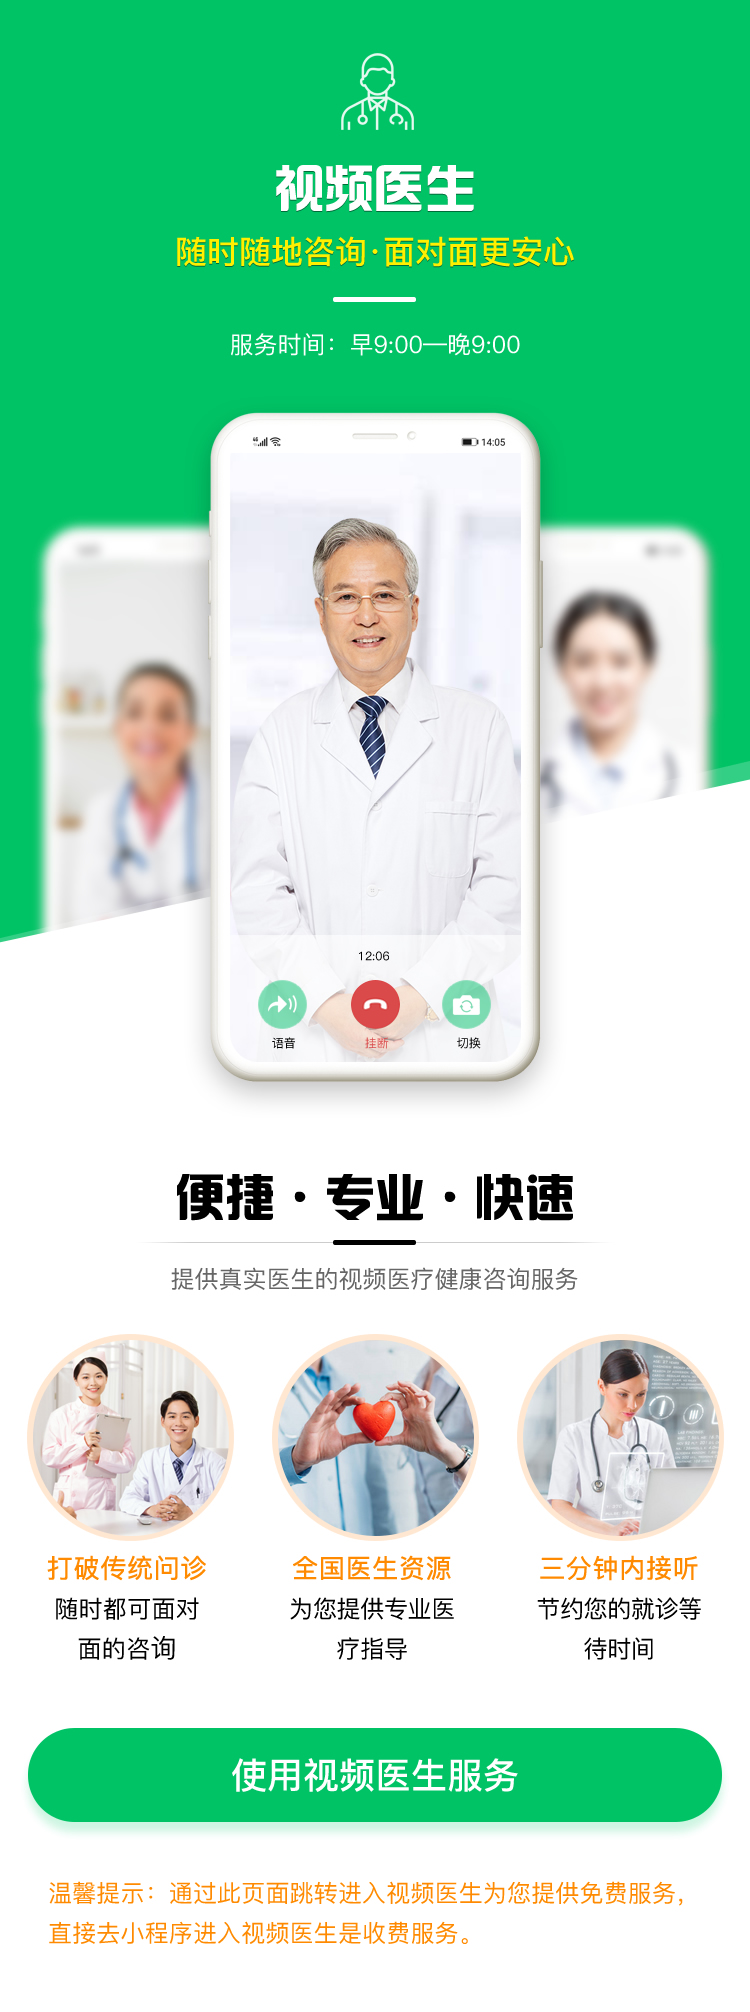 视频医生
随时随地咨询·面对面更安心
服务时间：早9:00—晚9:00
14:05
12:06
语音 挂断 切换
便捷·专业·快速
提供真实医生的视频医疗健康咨询服务
打破传统问诊 全国医生资源 三分钟内接听
随时都可面对 为您提供专业医 节约您的就诊等
面的咨询 疗指导 待时间
使用视频医生服务
温馨提示：通过此页面跳转进入视频医生为您提供免费服务，
直接去小程序进入视频医生是收费服务。